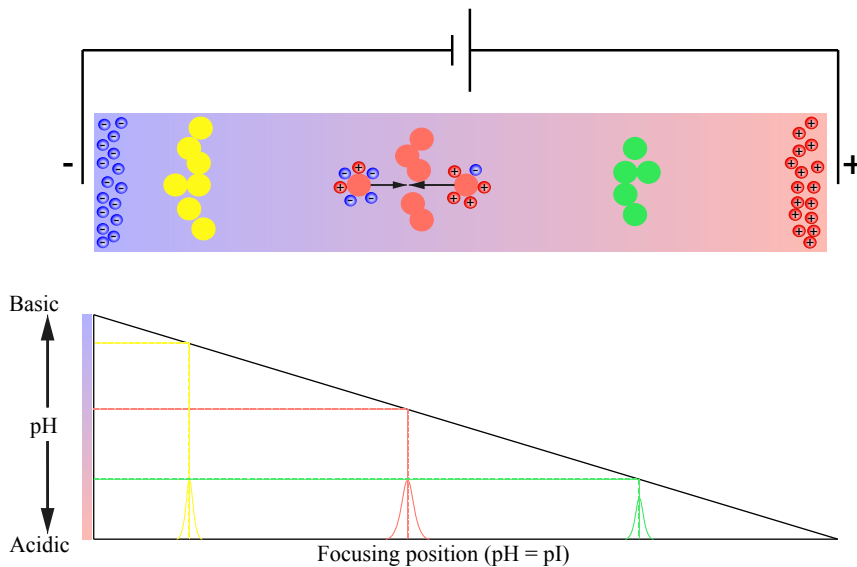 -
+
Basic
pH
Acidic
Focusing position (pH = pI)